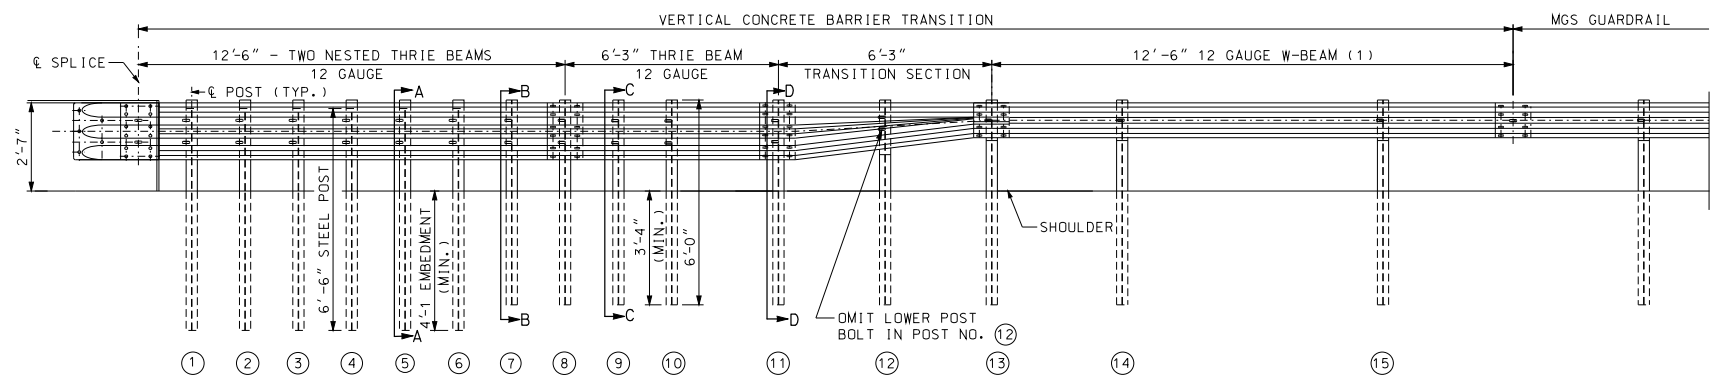 VERTICAL CONCRETE BARRIER TRANSITION
MGS GUARDRAIL
12'-6" - TWO NESTED THRIE BEAMS
12 GAUGE
6'-3" THRIE BEAM
12 GAUGE
6'-3"
TRANSITION SECTION
12'-6" 12 GAUGE W-BEAM (1)
℄ SPLICE
℄ POST (TYP.)
A
B
C
D
2'-7"
6'-6" STEEL POST
4'-1 EMBEDMENT
(MIN.)
3'-4"
(MIN.)
6'-0"
SHOULDER
A
B
C
D
OMIT LOWER POST
BOLT IN POST NO. 12
1 2 3 4 5 6 7 8 9 10 11 12 13 14 15